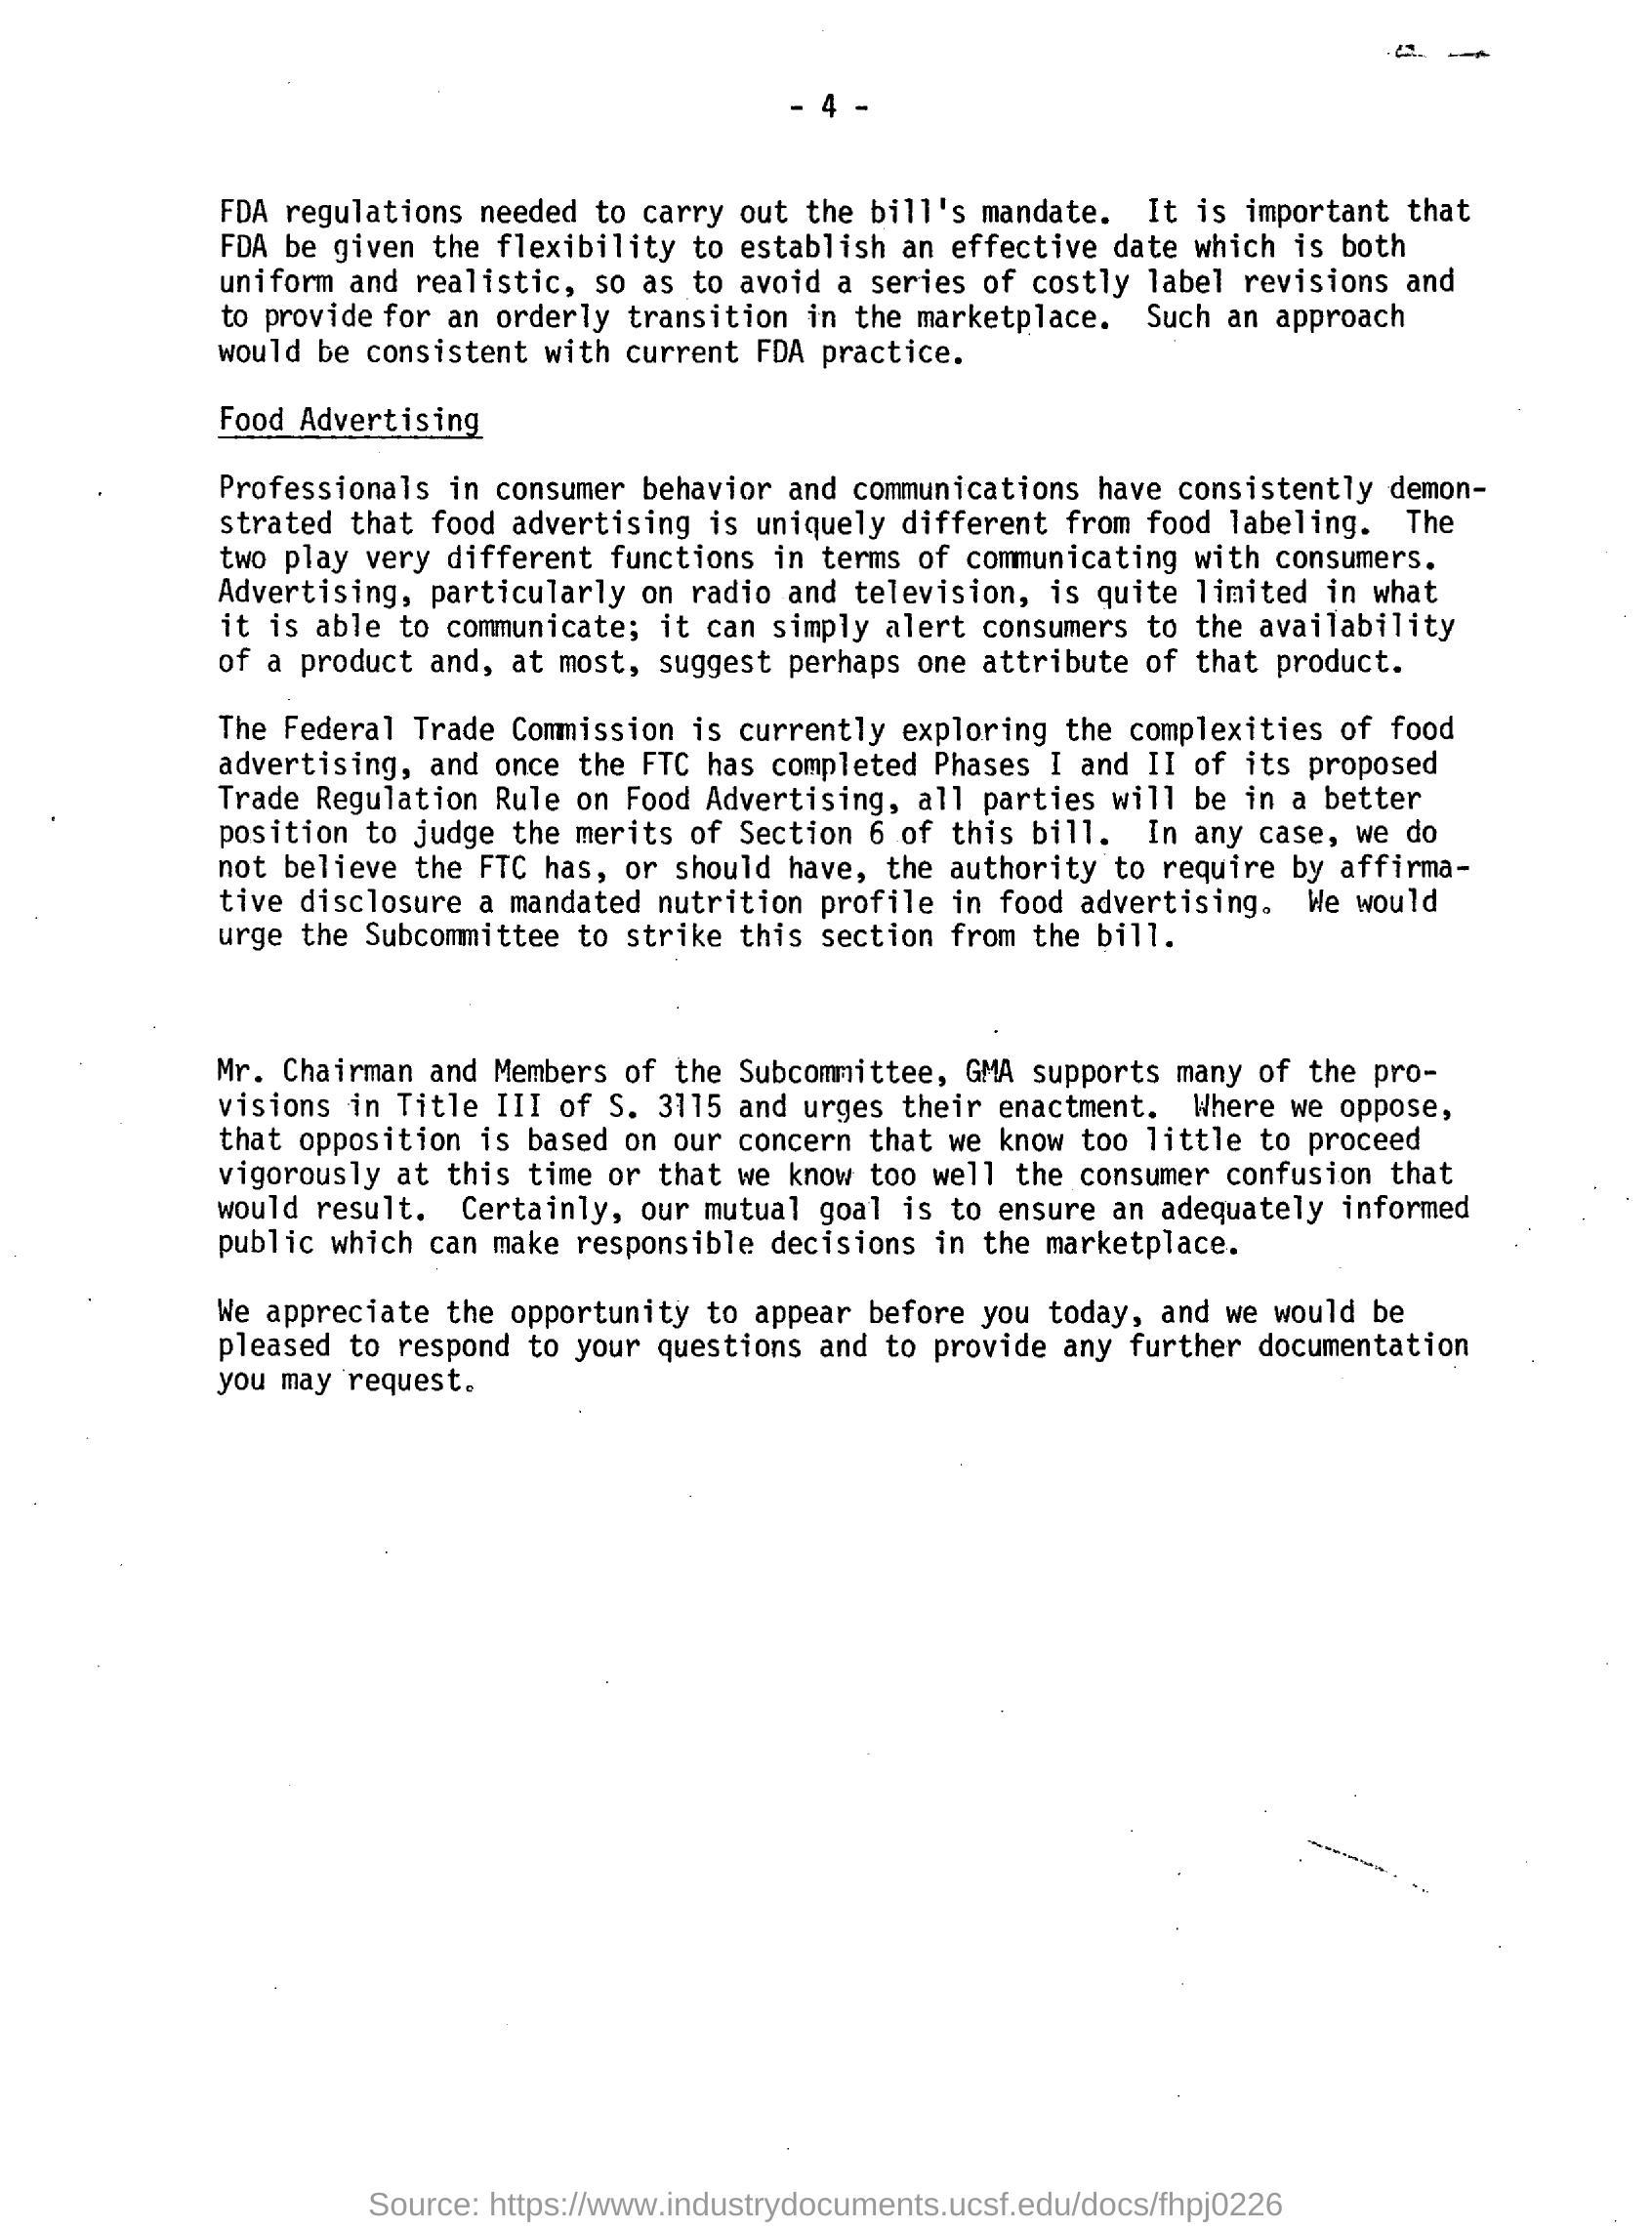 - 4 -
FDA regulations needed to carry out the bill's mandate. It is important that
FDA be given the flexibility to establish an effective date which is both
uniform and realistic, so as to avoid a series of costly label revisions and
to provide for an orderly transition in the marketplace. Such an approach
would be consistent with current FDA practice.
Food Advertising
Professionals in consumer behavior and communications have consistently demon-
strated that food advertising is uniquely different from food labeling. The
two play very different functions in terms of communicating with consumers.
Advertising, particularly on radio and television, is quite limited in what
it is able to communicate; it can simply alert consumers to the availability
of a product and, at most, suggest perhaps one attribute of that product.
The Federal Trade Commission is currently exploring the complexities of food
advertising, and once the FTC has completed Phases I and II of its proposed
Trade Regulation Rule on Food Advertising, all parties will be in a better
position to judge the merits of Section 6 of this bill. In any case, we do
not believe the FTC has, or should have, the authority to require by affirma-
tive disclosure a mandated nutrition profile in food advertising. We would
urge the Subcommittee to strike this section from the bill.
Mr. Chairman and Members of the Subcommittee, GMA supports many of the pro-
visions in Title III of S. 3115 and urges their enactment. Where we oppose,
that opposition is based on our concern that we know too little to proceed
vigorously at this time or that we know too well the consumer confusion that
would result. Certainly, our mutual goal is to ensure an adequately informed
public which can make responsible decisions in the marketplace.
We appreciate the opportunity to appear before you today, and we would be
pleased to respond to your questions and to provide any further documentation
you may request.
Source: https://www.industrydocuments.ucsf.edu/docs/fhpj0226